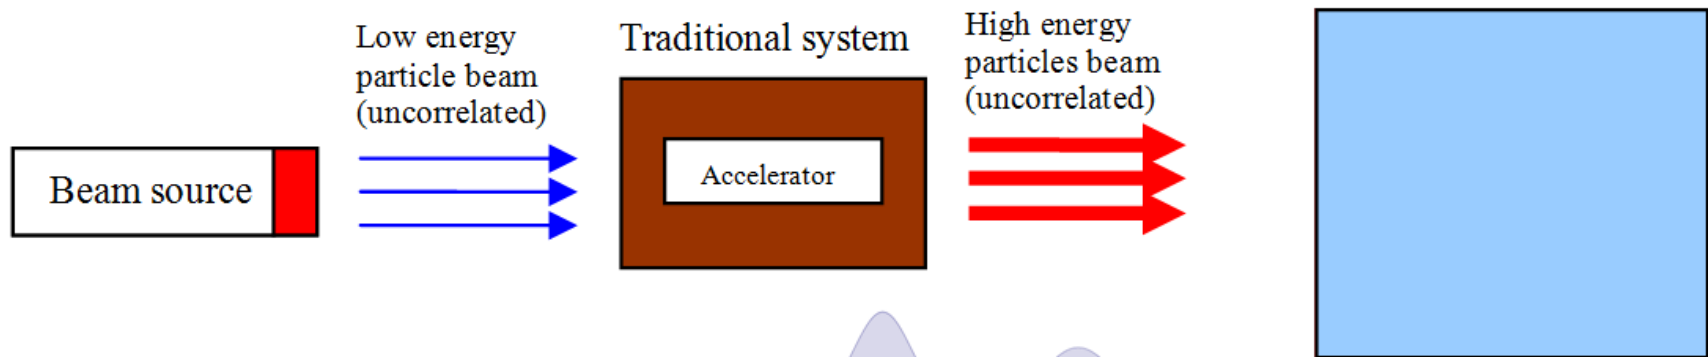 Beam source
Low energy
particle beam
(uncorrelated)
Traditional system
Accelerator
High energy
particles beam
(uncorrelated)